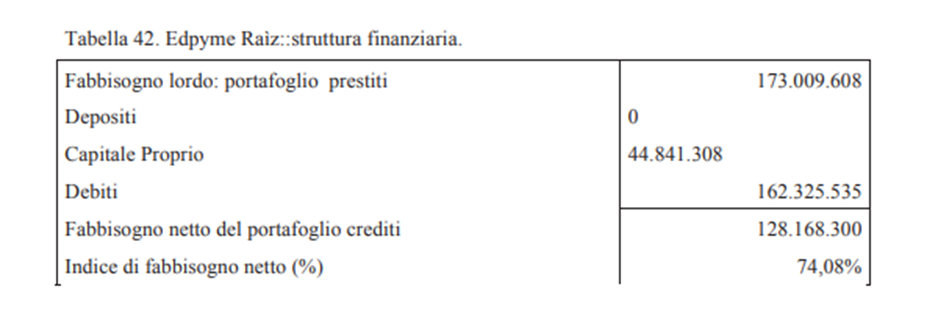 Tabella 42. Edpyme Raìz::struttura finanziaria.
Fabbisogno lordo: portafoglio prestiti 173.009.608
Depositi 0
Capitale Proprio 44.841.308
Debiti 162.325.535
Fabbisogno netto del portafoglio crediti 128.168.300
Indice di fabbisogno netto (%) 74,08%